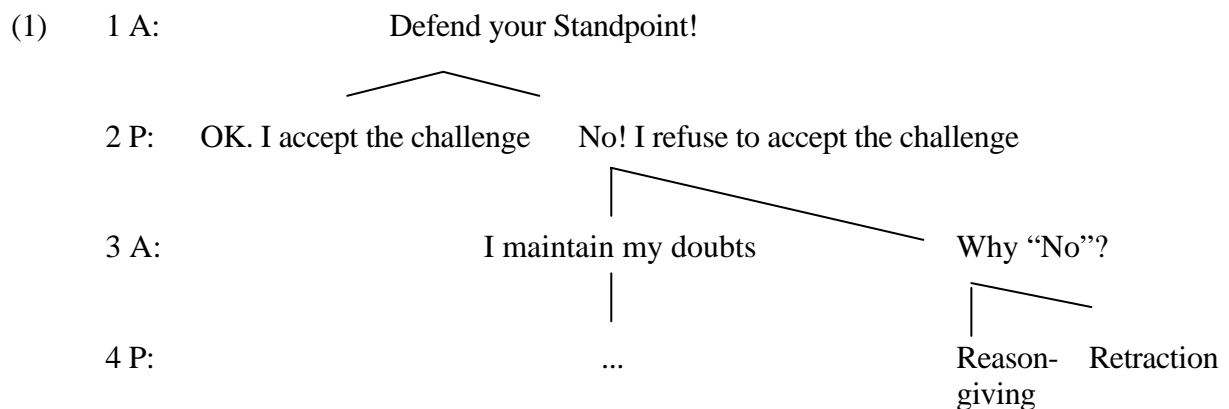 (1) 1 A: Defend your Standpoint!
2 P: OK. I accept the challenge No! I refuse to accept the challenge
3 A: I maintain my doubts Why “No”?
4 P: ... Reason- Retraction
giving